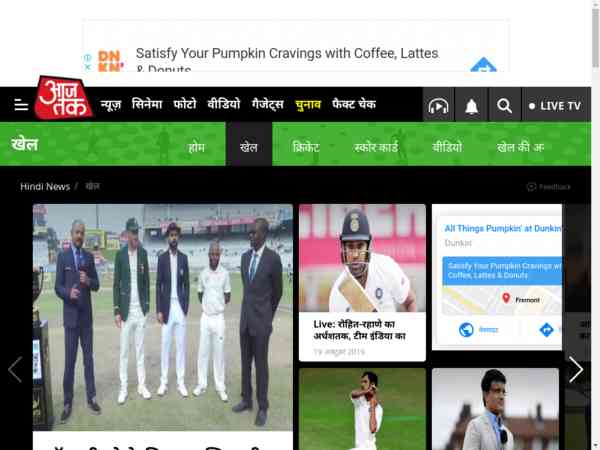 DN
KN'
Satisfy Your Pumpkin Cravings with Coffee, Lattes
& Donuts
आज
तक
न्यूज़ सिनेमा फोटो वीडियो गैजेट्स चुनाव फैक्ट चेक
LIVE TV
खेल
होम खेल क्रिकेट स्कोर कार्ड वीडियो खेल की अ
Hindi News / खेल
Feedback
All Things Pumpkin' at Dunkin'
Dunkin'
Satisfy Your Pumpkin Cravings with
Coffee, Lattes & Donuts
Fremont
वेबसाइट
Live: रोहित-रहाणे का
अर्धशतक, टीम इंडिया का
19 अक्टूबर 2019